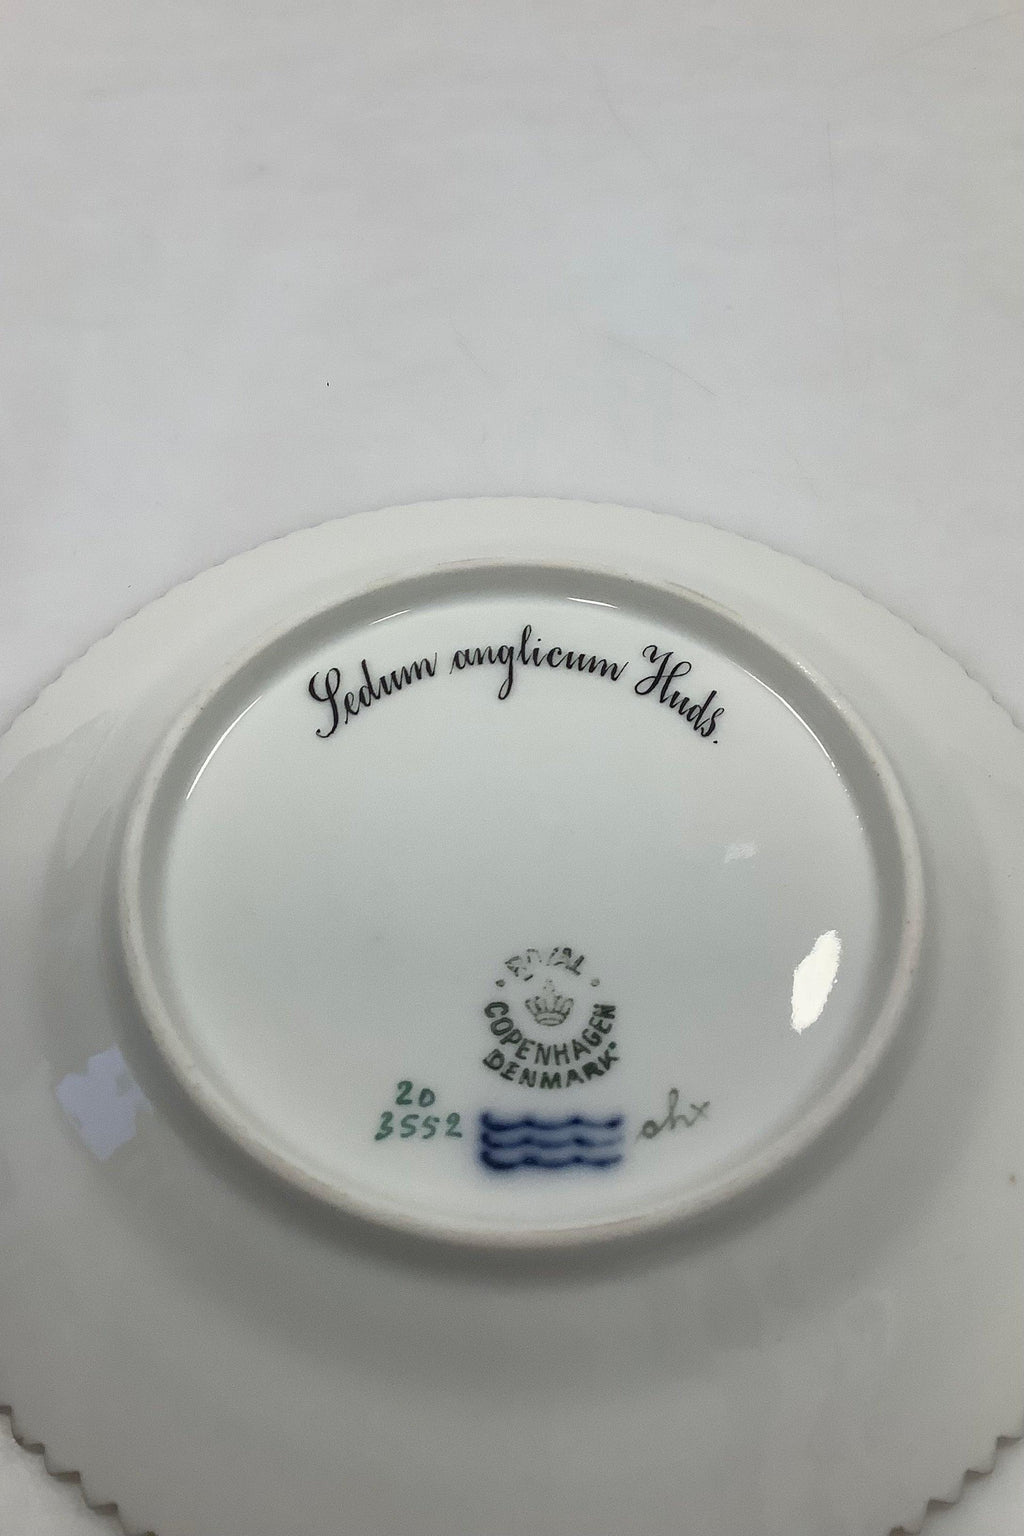 Sedum anglicum Huds.
ROYAL
COPENHAGEN
DENMARK
20
3552